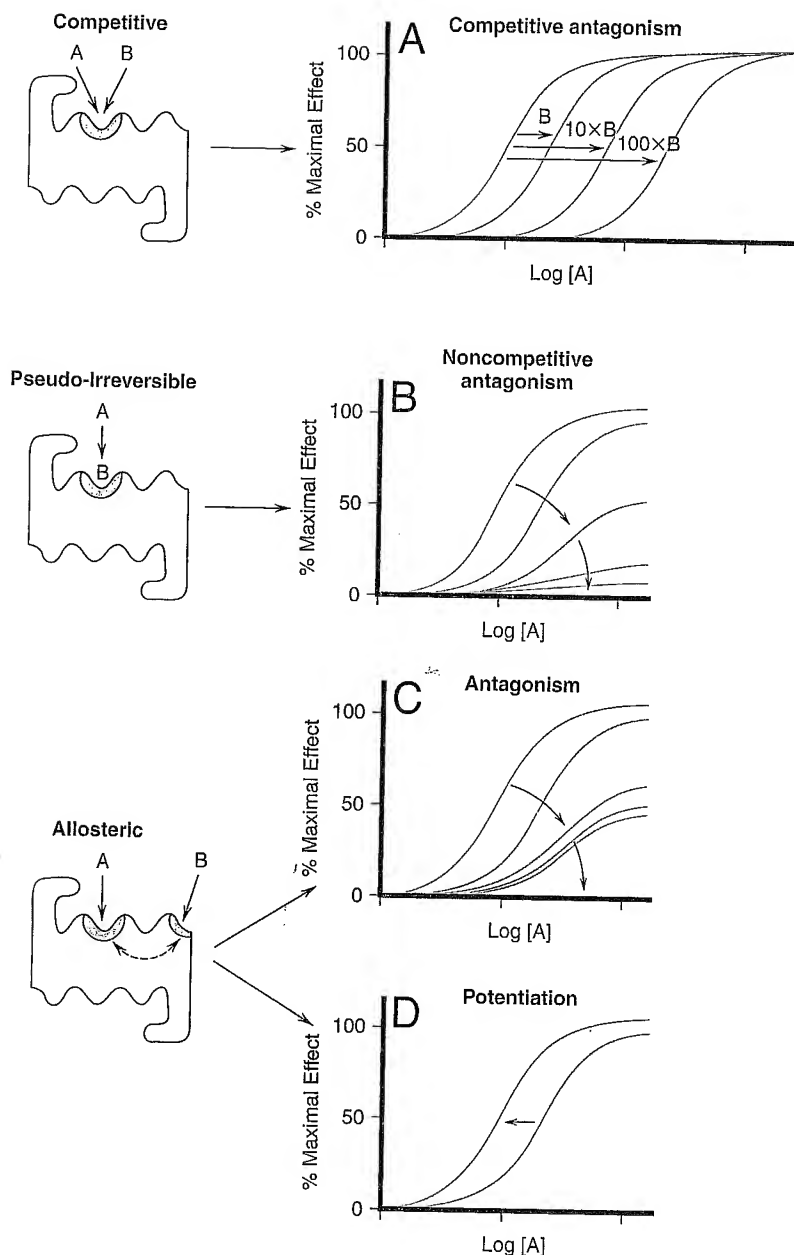 Competitive
A B
A
Competitive antagonism
% Maximal Effect
100
50
0
B
10×B
100×B
Log [A]
Pseudo-Irreversible
A
B
B
Noncompetitive
antagonism
% Maximal Effect
100
50
0
Log [A]
Allosteric
A B
C
Antagonism
% Maximal Effect
100
50
0
Log [A]
D
Potentiation
% Maximal Effect
100
50
0
Log [A]